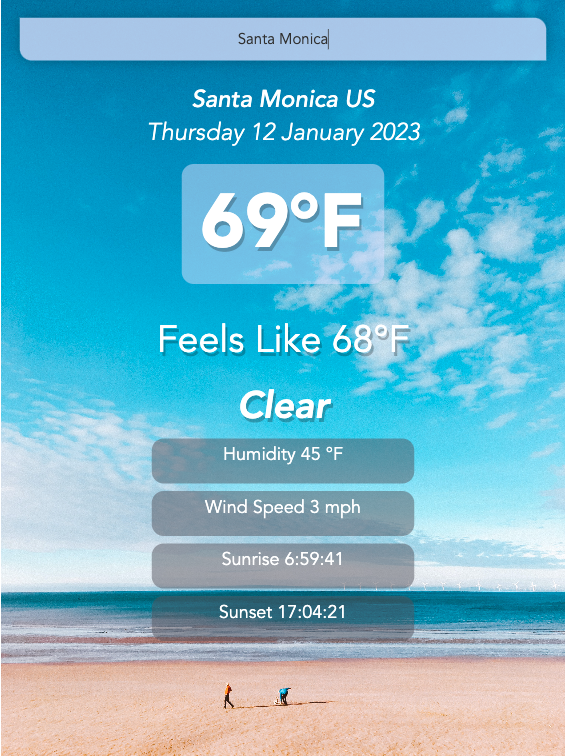 Santa Monica
Santa Monica US
Thursday 12 January 2023
69°F
Feels Like 68°F
Clear
Humidity 45 °F
Wind Speed 3 mph
Sunrise 6:59:41
Sunset 17:04:21